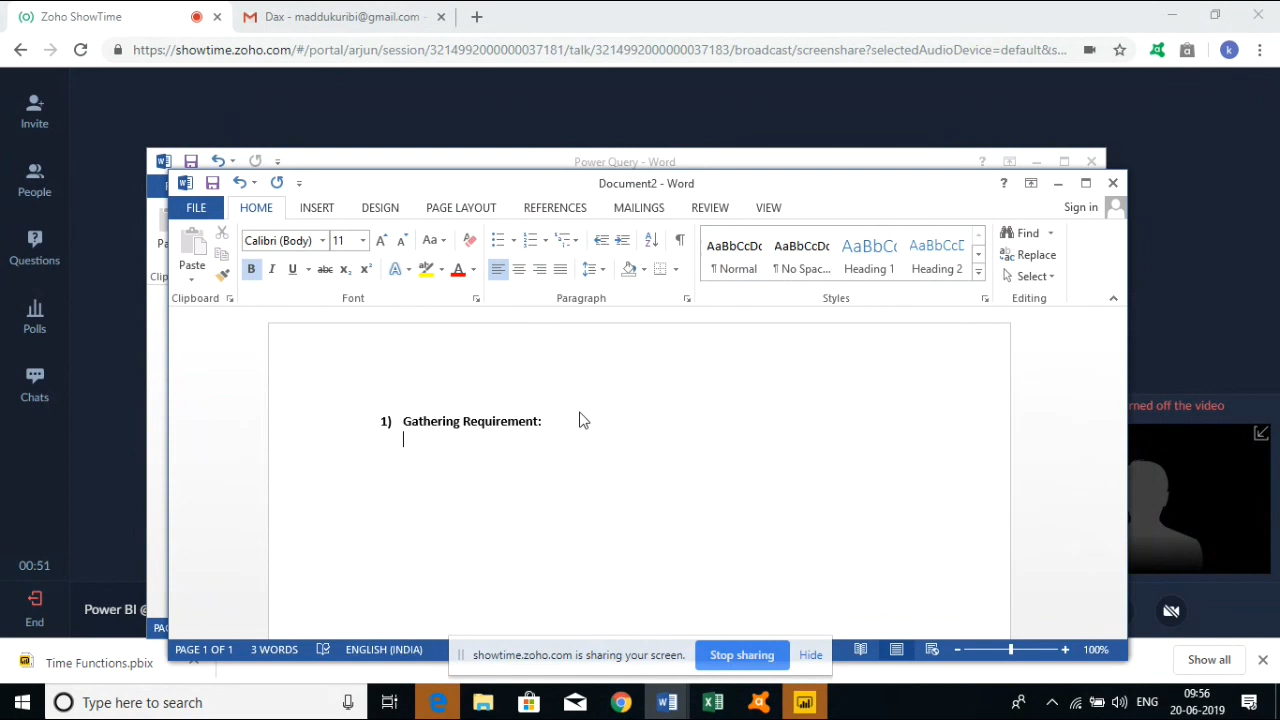 Zoho ShowTime
Dax - maddukuribi@gmail.com
https://showtime.zoho.com/#/portal/arjun/session/3214992000000037181/talk/3214992000000037183/broadcast/screenshare?selectedAudioDevice=default&s...
k
Invite
People
Questions
Polls
Chats
00:51
End
Power Query - Word
Document2 - Word
FILE
HOME
INSERT
DESIGN
PAGE LAYOUT
REFERENCES
MAILINGS
REVIEW
VIEW
Sign in
Paste
Clipboard
Calibri (Body)
11
Font
Paragraph
AaBbCcDc
¶ Normal
AaBbCcDc
¶ No Spac...
AaBbC
Heading 1
AaBbCcD
Heading 2
Styles
Find
Replace
Select
Editing
1) Gathering Requirement:
rned off the video
Power BI @
PAGE 1 OF 1
3 WORDS
ENGLISH (INDIA)
100%
showtime.zoho.com is sharing your screen.
Stop sharing
Hide
Time Functions.pbix
Show all
Type here to search
ENG
09:56
20-06-2019